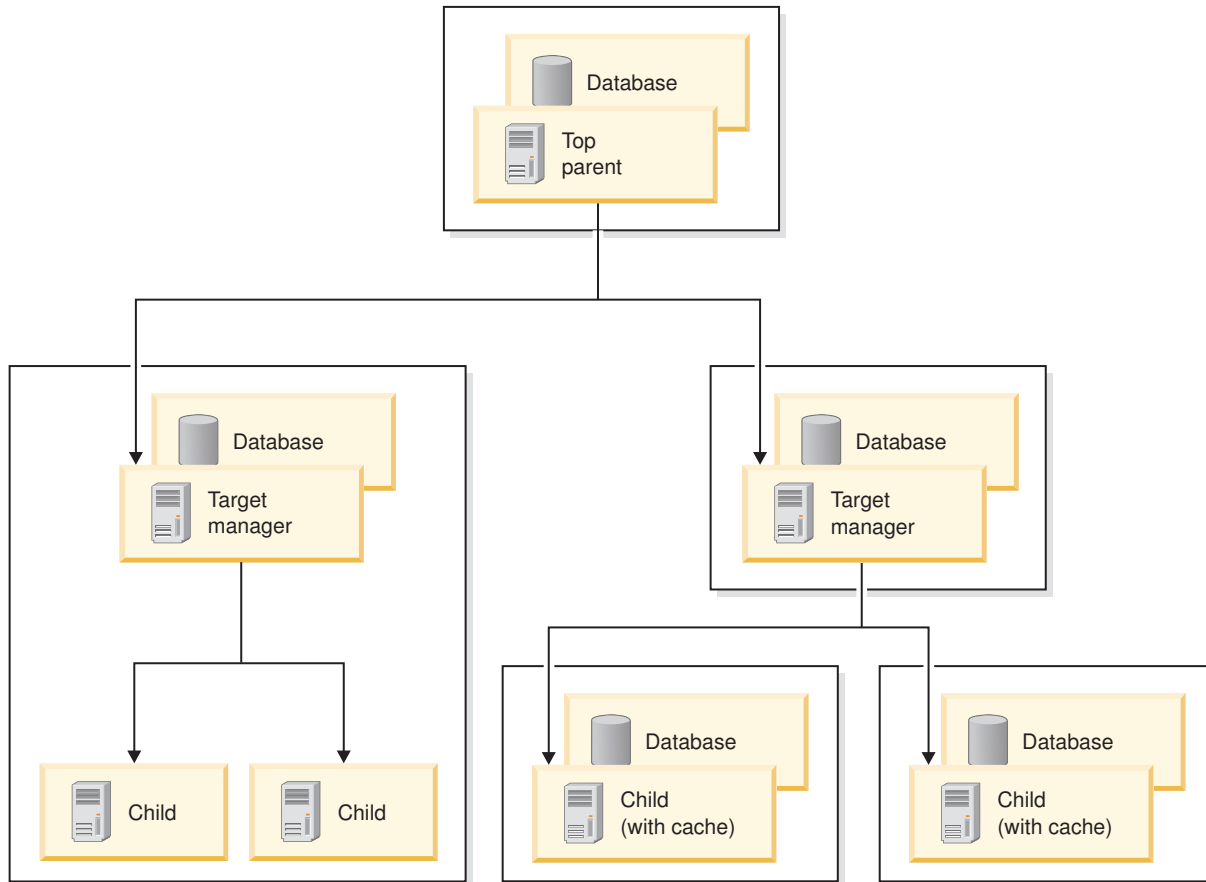 Database
Top
parent
Database
Target
manager
Database
Target
manager
Child
Child
Database
Child
(with cache)
Database
Child
(with cache)